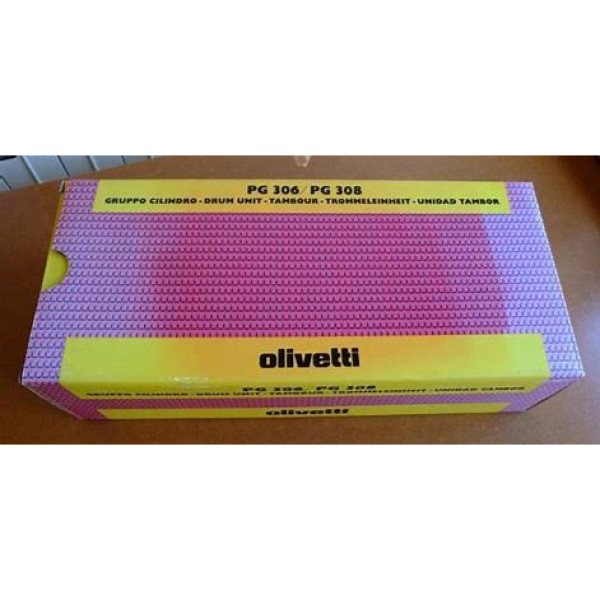 PG 306/PG 308
GRUPPO CILINDRO · DRUM UNIT · TAMBOUR · TROMMELEINHEIT · UNIDAD TAMBOR
olivetti
PG 306/PG 308
GRUPPO CILINDRO · DRUM UNIT · TAMBOUR · TROMMELEINHEIT · UNIDAD TAMBOR
olivetti